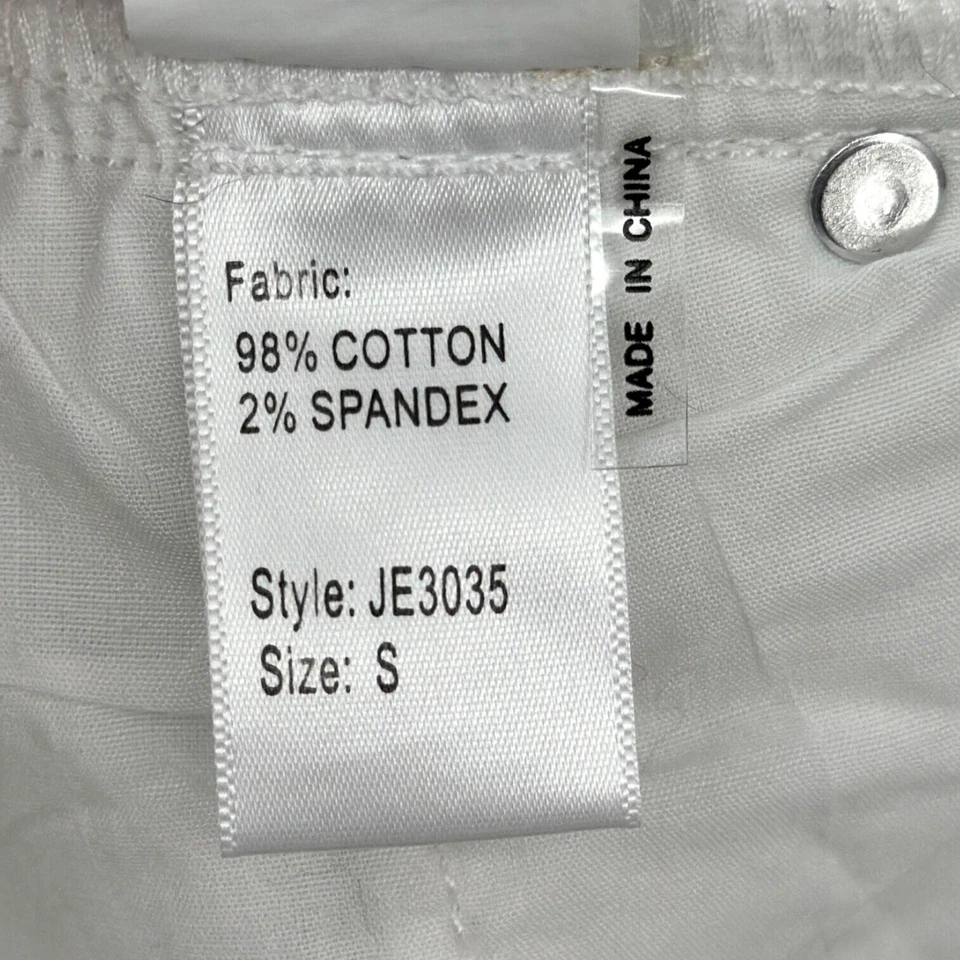 Fabric:
98% COTTON
2% SPANDEX
Style: JE3035
Size: S
MADE IN CHINA